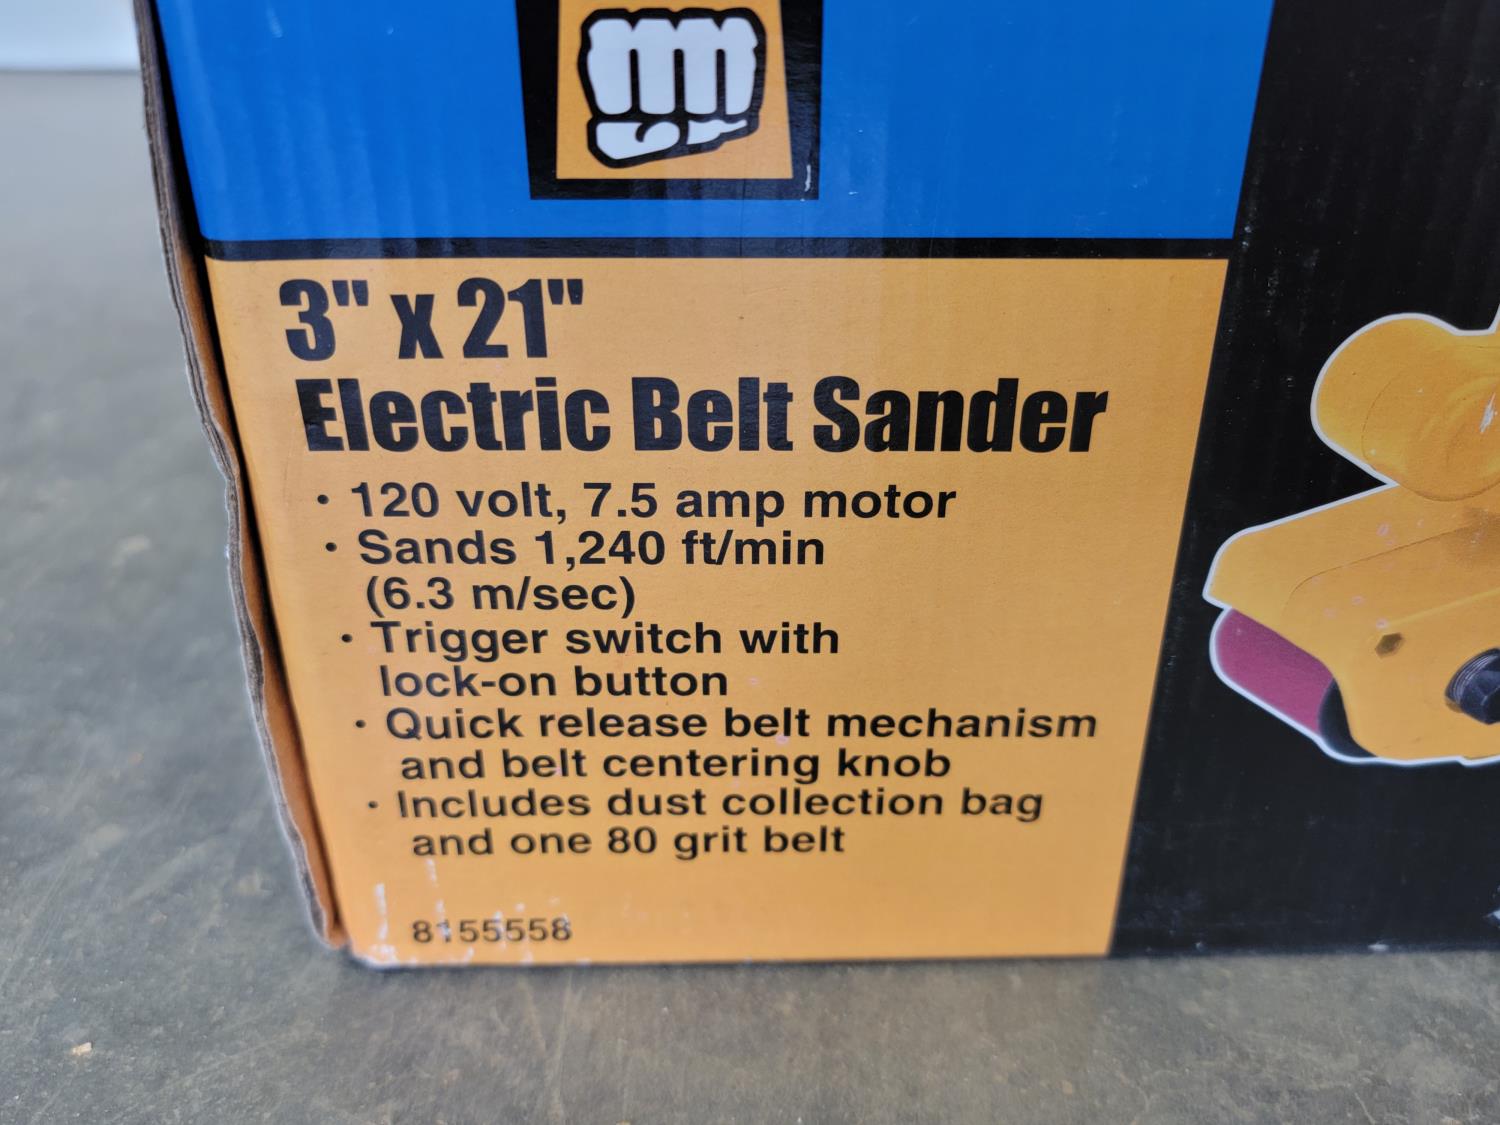 3" x 21"
Electric Belt Sander
· 120 volt, 7.5 amp motor
· Sands 1,240 ft/min
(6.3 m/sec)
· Trigger switch with
lock-on button
· Quick release belt mechanism
and belt centering knob
· Includes dust collection bag
and one 80 grit belt
8155558